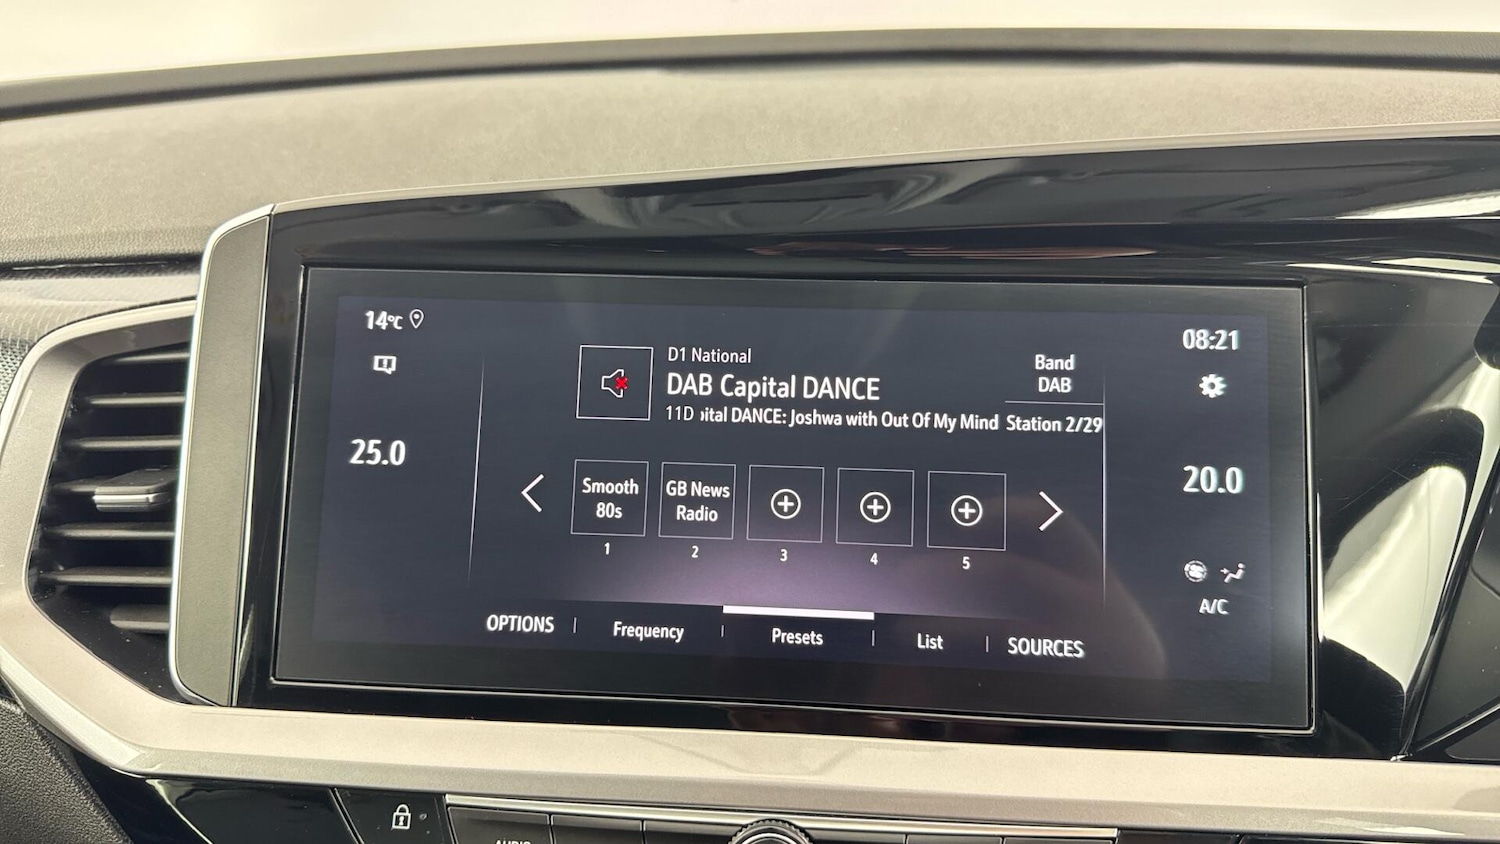 14°C
08:21
D1 National
DAB Capital DANCE
11D ɔital DANCE: Joshwa with Out Of My Mind
Band
DAB
Station 2/29
25.0
20.0
Smooth
80s
GB News
Radio
1
2
3
4
5
A/C
OPTIONS
Frequency
Presets
List
SOURCES